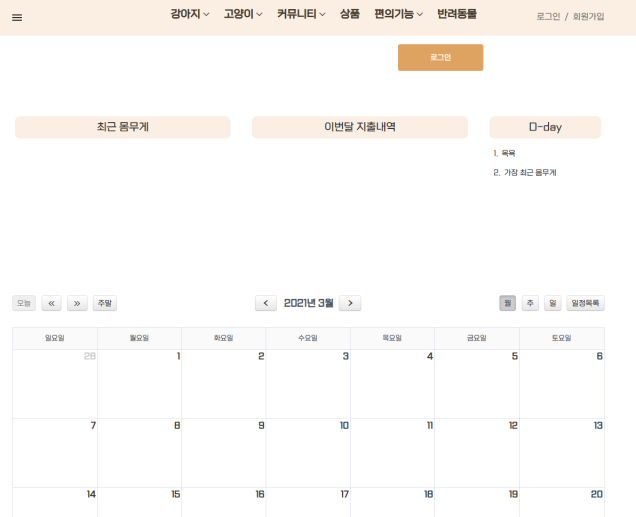 강아지 고양이 커뮤니티 상품 편의기능 반려동물 로그인 / 회원가입
로그인
최근 몸무게 이번달 지출내역 D-day
1. 목욕
2. 가장 최근 몸무게
오늘 주말 2021년 3월 월 주 일 일정목록
일요일 월요일 화요일 수요일 목요일 금요일 토요일
28 1 2 3 4 5 6
7 8 9 10 11 12 13
14 15 16 17 18 19 20